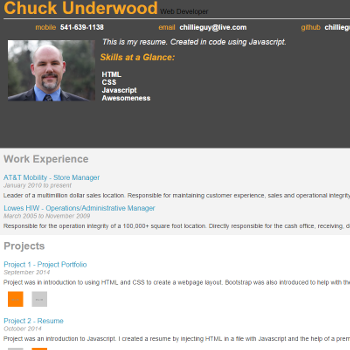 Chuck Underwood Web Developer
mobile 541-639-1138 email chillieguy@live.com github
This is my resume. Created in code using Javascript.
Skills at a Glance:
HTML
CSS
Javascript
Awesomeness
Work Experience
AT&T Mobility - Store Manager
January 2010 to present
Leader of a multimillion dollar sales location. Responsible for maintaining customer experience, sales and operational integrity
Lowes HIW - Operations/Administrative Manager
March 2005 to November 2009
Responsible for the operation integrity of a 100,000+ square foot location. Directly responsible for the cash office, receiving,
Projects
Project 1 - Project Portfolio
September 2014
Project was in introduction to using HTML and CSS to create a webpage layout. Bootstrap was also introduced to help with
Project 2 - Resume
October 2014
Project was an introduction to Javascript. I created a resume by injecting HTML in a file with Javascript and the help of a